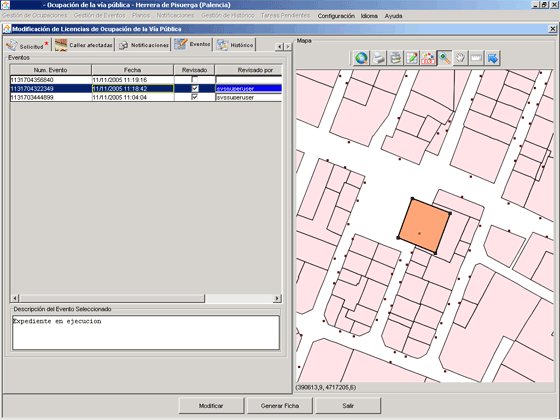 - Ocupación de la vía pública - Herrera de Pisuerga (Palencia)
Gestión de Ocupaciones Gestión de Eventos Planos Gestión de Histórico Tareas Pendientes Configuración Idioma Ayuda
Modificación de Licencias de Ocupación de la Vía Pública
Solicitud * Calles afectadas Notificaciones Eventos Histórico
Mapa
Eventos
Num. Evento Fecha Revisado Revisado por
1131704356840 11/11/2005 11:19:16
1131704322349 11/11/2005 11:18:42 avssuperuser
1131703444899 11/11/2005 11:04:04 avssuperuser
Descripción del Evento Seleccionado
Expediente en ejecucion
(390613,9, 4717205,6)
Modificar Generar Ficha Salir